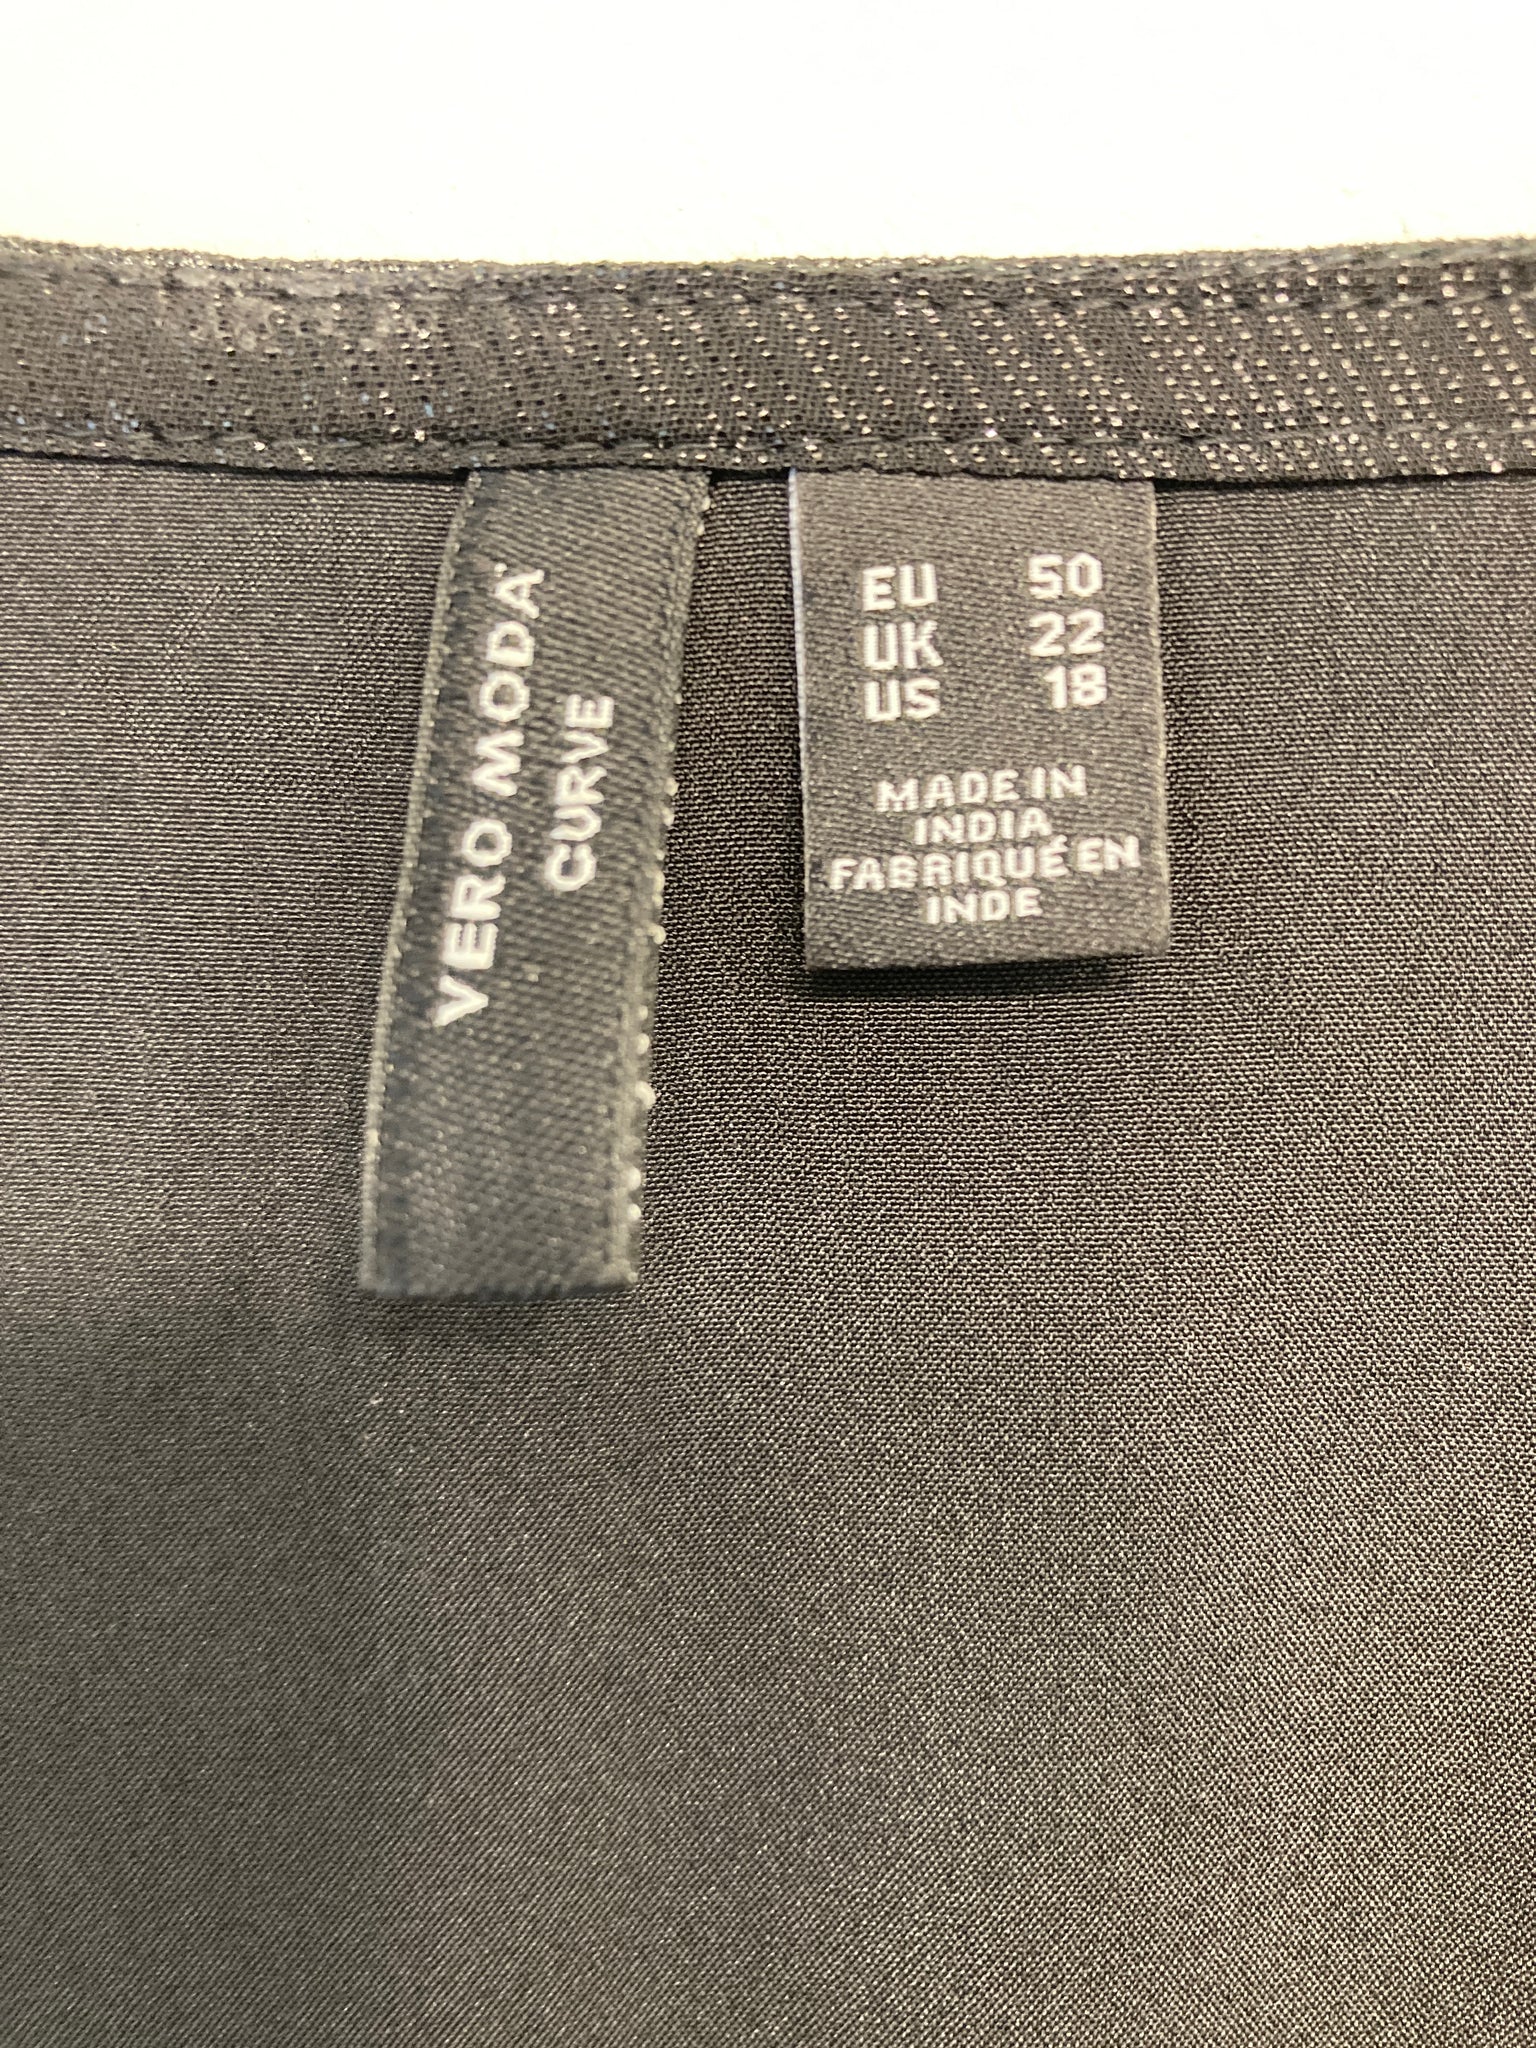 VERO MODA
CURVE
EU 50
UK 22
US 18
MADE IN
INDIA
FABRIQUÉ EN
INDE